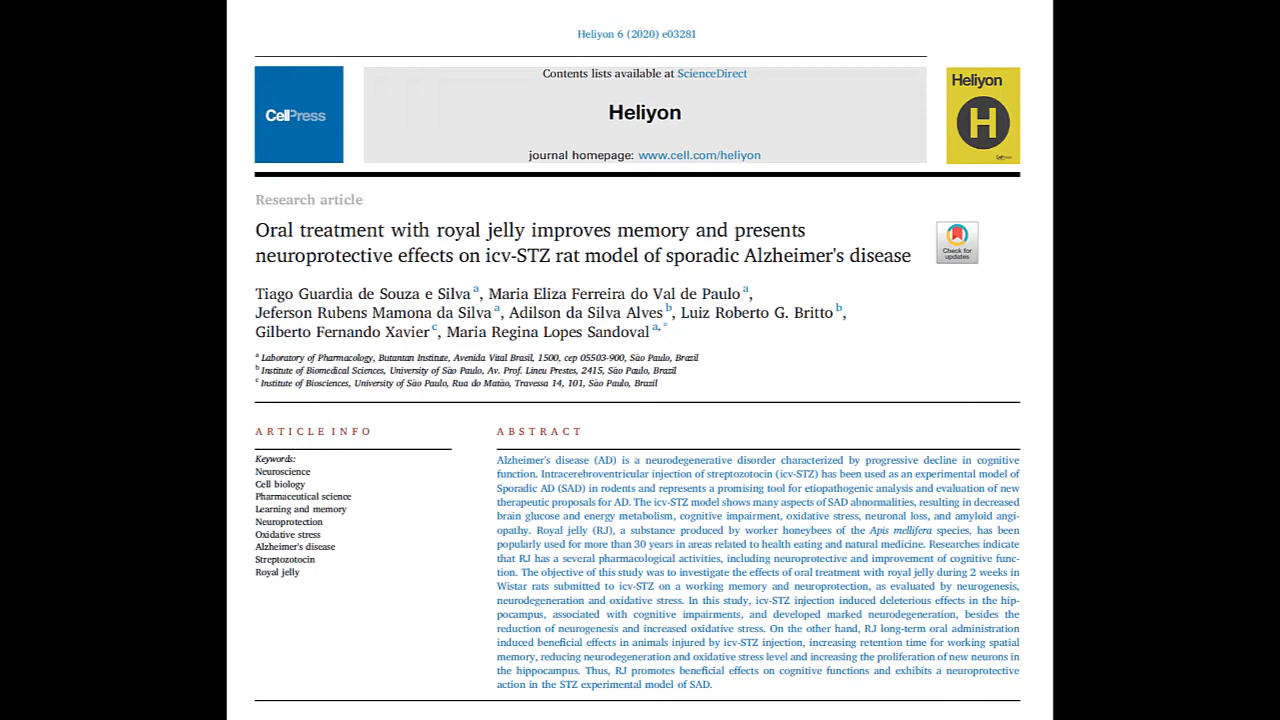 Heliyon 6 (2020) e03281
Contents lists available at ScienceDirect
CellPress
Heliyon
Heliyon
H
journal homepage: www.cell.com/heliyon
Research article
Oral treatment with royal jelly improves memory and presents
neuroprotective effects on icv-STZ rat model of sporadic Alzheimer's disease
Check for
updates
Tiago Guardia de Souza e Silva a, Maria Eliza Ferreira do Val de Paulo a,
Jeferson Rubens Mamona da Silva a, Adilson da Silva Alves b, Luiz Roberto G. Britto b,
Gilberto Fernando Xavier c, Maria Regina Lopes Sandoval a,*
a Laboratory of Pharmacology, Butantan Institute, Avenida Vital Brasil, 1500, cep 05503-900, São Paulo, Brazil
b Institute of Biomedical Sciences, University of São Paulo, Av. Prof. Lineu Prestes, 2415, São Paulo, Brazil
c Institute of Biosciences, University of São Paulo, Rua do Matão, Travessa 14, 101, São Paulo, Brazil
ARTICLE INFO
Keywords:
Neuroscience
Cell biology
Pharmaceutical science
Learning and memory
Neuroprotection
Oxidative stress
Alzheimer's disease
Streptozotocin
Royal jelly
ABSTRACT
Alzheimer's disease (AD) is a neurodegenerative disorder characterized by progressive decline in cognitive
function. Intracerebroventricular injection of streptozotocin (icv-STZ) has been used as an experimental model of
Sporadic AD (SAD) in rodents and represents a promising tool for etiopathogenic analysis and evaluation of new
therapeutic proposals for AD. The icv-STZ model shows many aspects of SAD abnormalities, resulting in decreased
brain glucose and energy metabolism, cognitive impairment, oxidative stress, neuronal loss, and amyloid angi-
opathy. Royal jelly (RJ), a substance produced by worker honeybees of the Apis mellifera species, has been
popularly used for more than 30 years in areas related to health eating and natural medicine. Researches indicate
that RJ has a several pharmacological activities, including neuroprotective and improvement of cognitive func-
tion. The objective of this study was to investigate the effects of oral treatment with royal jelly during 2 weeks in
Wistar rats submitted to icv-STZ on a working memory and neuroprotection, as evaluated by neurogenesis,
neurodegeneration and oxidative stress. In this study, icv-STZ injection induced deleterious effects in the hip-
pocampus, associated with cognitive impairments, and developed marked neurodegeneration, besides the
reduction of neurogenesis and increased oxidative stress. On the other hand, RJ long-term oral administration
induced beneficial effects in animals injured by icv-STZ injection, increasing retention time for working spatial
memory, reducing neurodegeneration and oxidative stress level and increasing the proliferation of new neurons in
the hippocampus. Thus, RJ promotes beneficial effects on cognitive functions and exhibits a neuroprotective
action in the STZ experimental model of SAD.